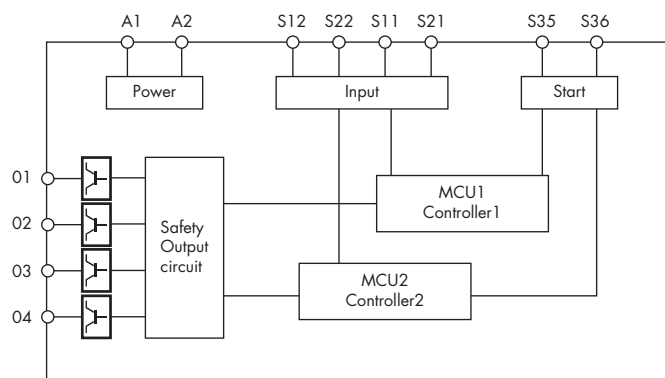 A1 A2 S12 S22 S11 S21 S35 S36
Power Input Start
01
02
03
04
Safety
Output
circuit
MCU1
Controller1
MCU2
Controller2